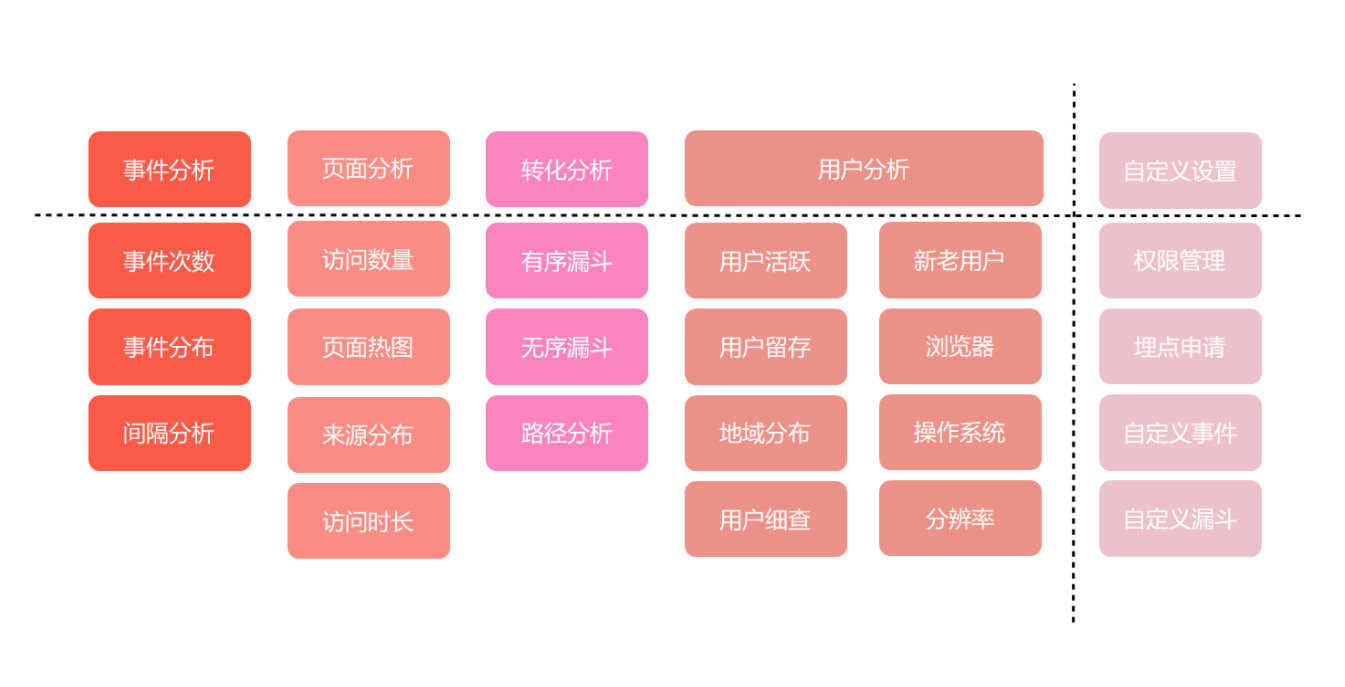 事件分析
页面分析
转化分析
用户分析
自定义设置
事件次数
访问数量
有序漏斗
用户活跃
新老用户
权限管理
事件分布
页面热图
无序漏斗
用户留存
浏览器
埋点申请
间隔分析
来源分布
路径分析
地域分布
操作系统
自定义事件
访问时长
用户细查
分辨率
自定义漏斗